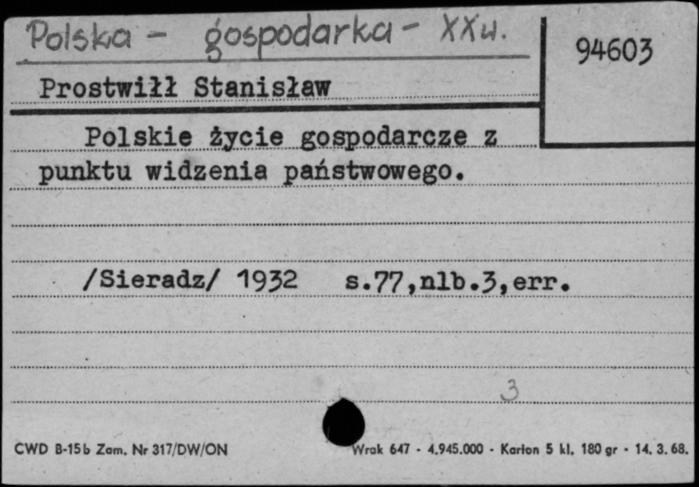 Polska - gospodarka - XXw.
94603
Prostwiłł Stanisław
Polskie życie gospodarcze z
punktu widzenia państwowego.
/Sieradz/ 1932 s.77,nlb.3,err.
3
CWD B-15b Zam. Nr 317/DW/ON
Wrak 647 - 4.945.000 - Karton 5 kl. 180 gr - 14. 3. 68.